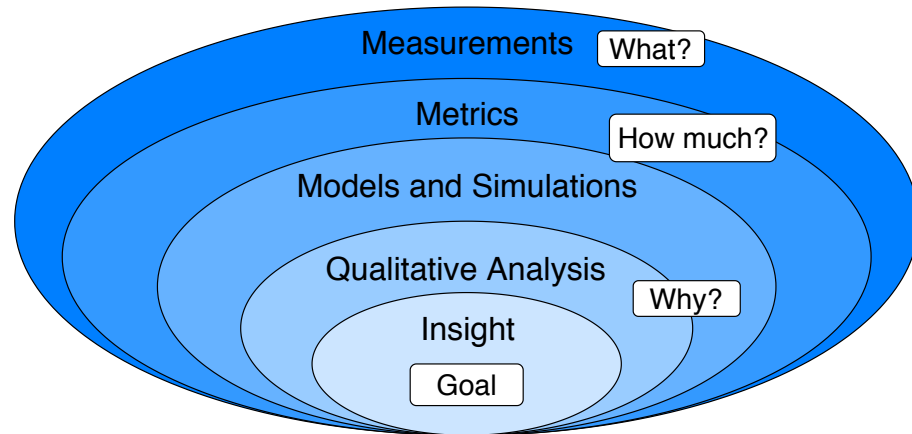 Measurements
What?
Metrics
How much?
Models and Simulations
Qualitative Analysis
Why?
Insight
Goal